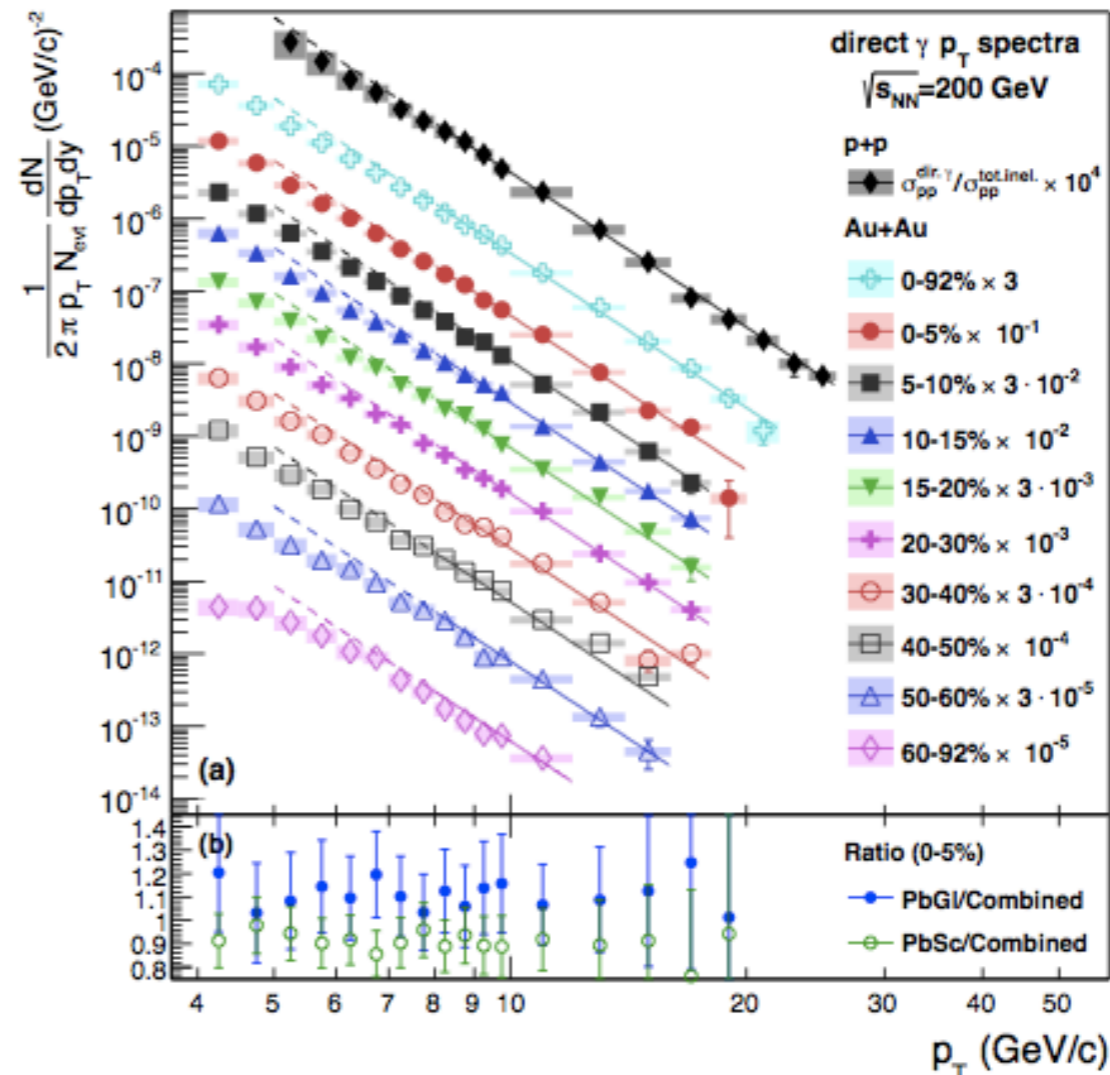 1/(2 π p_T N_evt) dN/(dp_T dy) (GeV/c)^-2
direct γ p_T spectra
√s_NN=200 GeV
p+p
σ_pp^dir. γ/σ_pp^tot.inel. × 10^4
Au+Au
0-92% × 3
0-5% × 10^-1
5-10% × 3 · 10^-2
10-15% × 10^-2
15-20% × 3 · 10^-3
20-30% × 10^-3
30-40% × 3 · 10^-4
40-50% × 10^-4
50-60% × 3 · 10^-5
60-92% × 10^-5
10^-4
10^-5
10^-6
10^-7
10^-8
10^-9
10^-10
10^-11
10^-12
10^-13
10^-14
(a)
(b)
Ratio (0-5%)
PbGl/Combined
PbSc/Combined
1.4
1.3
1.2
1.1
1
0.9
0.8
4 5 6 7 8 9 10 20 30 40 50
p_T (GeV/c)